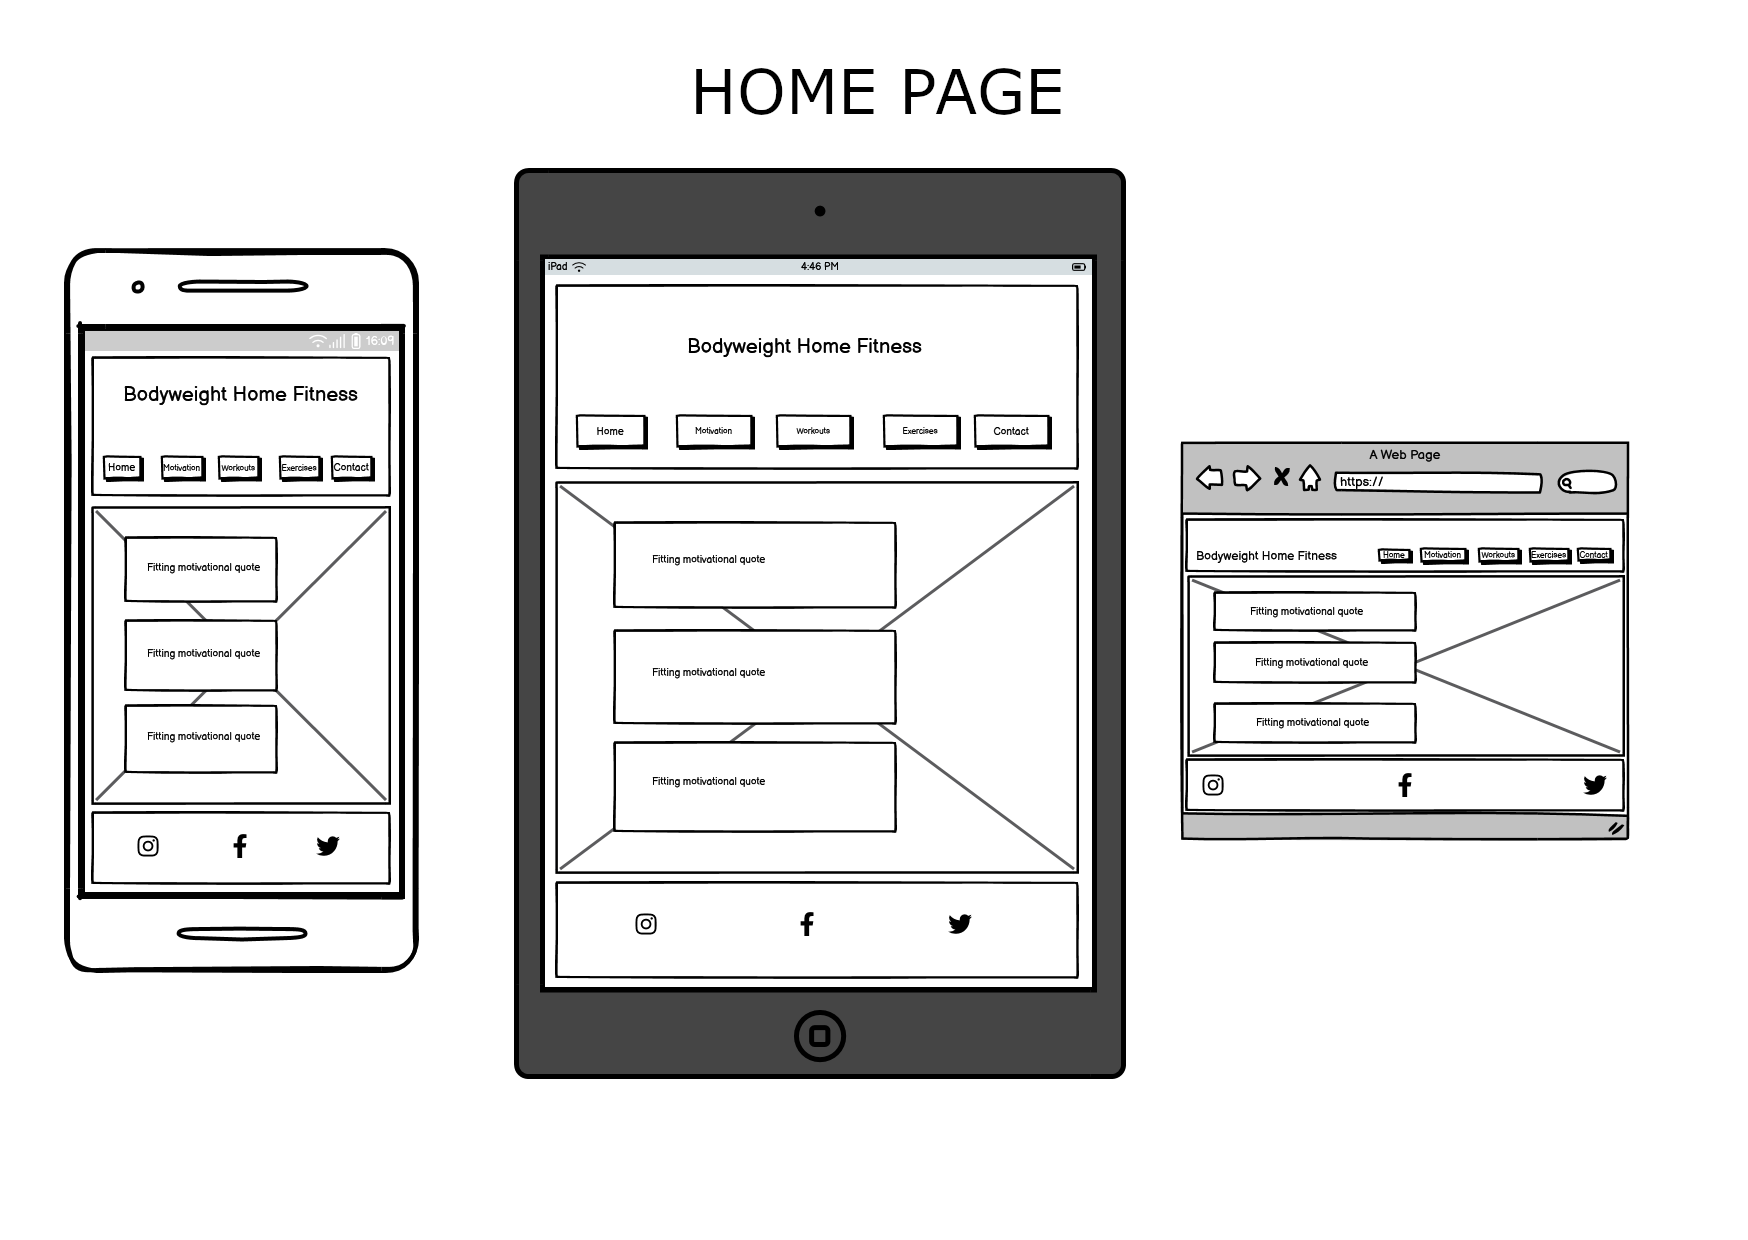 HOME PAGE
16:09
Bodyweight Home Fitness
Home Motivation Workouts Exercises Contact
Fitting motivational quote
Fitting motivational quote
Fitting motivational quote
iPad 4:46 PM
Bodyweight Home Fitness
Home Motivation Workouts Exercises Contact
Fitting motivational quote
Fitting motivational quote
Fitting motivational quote
A Web Page
https://
Bodyweight Home Fitness Home Motivation Workouts Exercises Contact
Fitting motivational quote
Fitting motivational quote
Fitting motivational quote